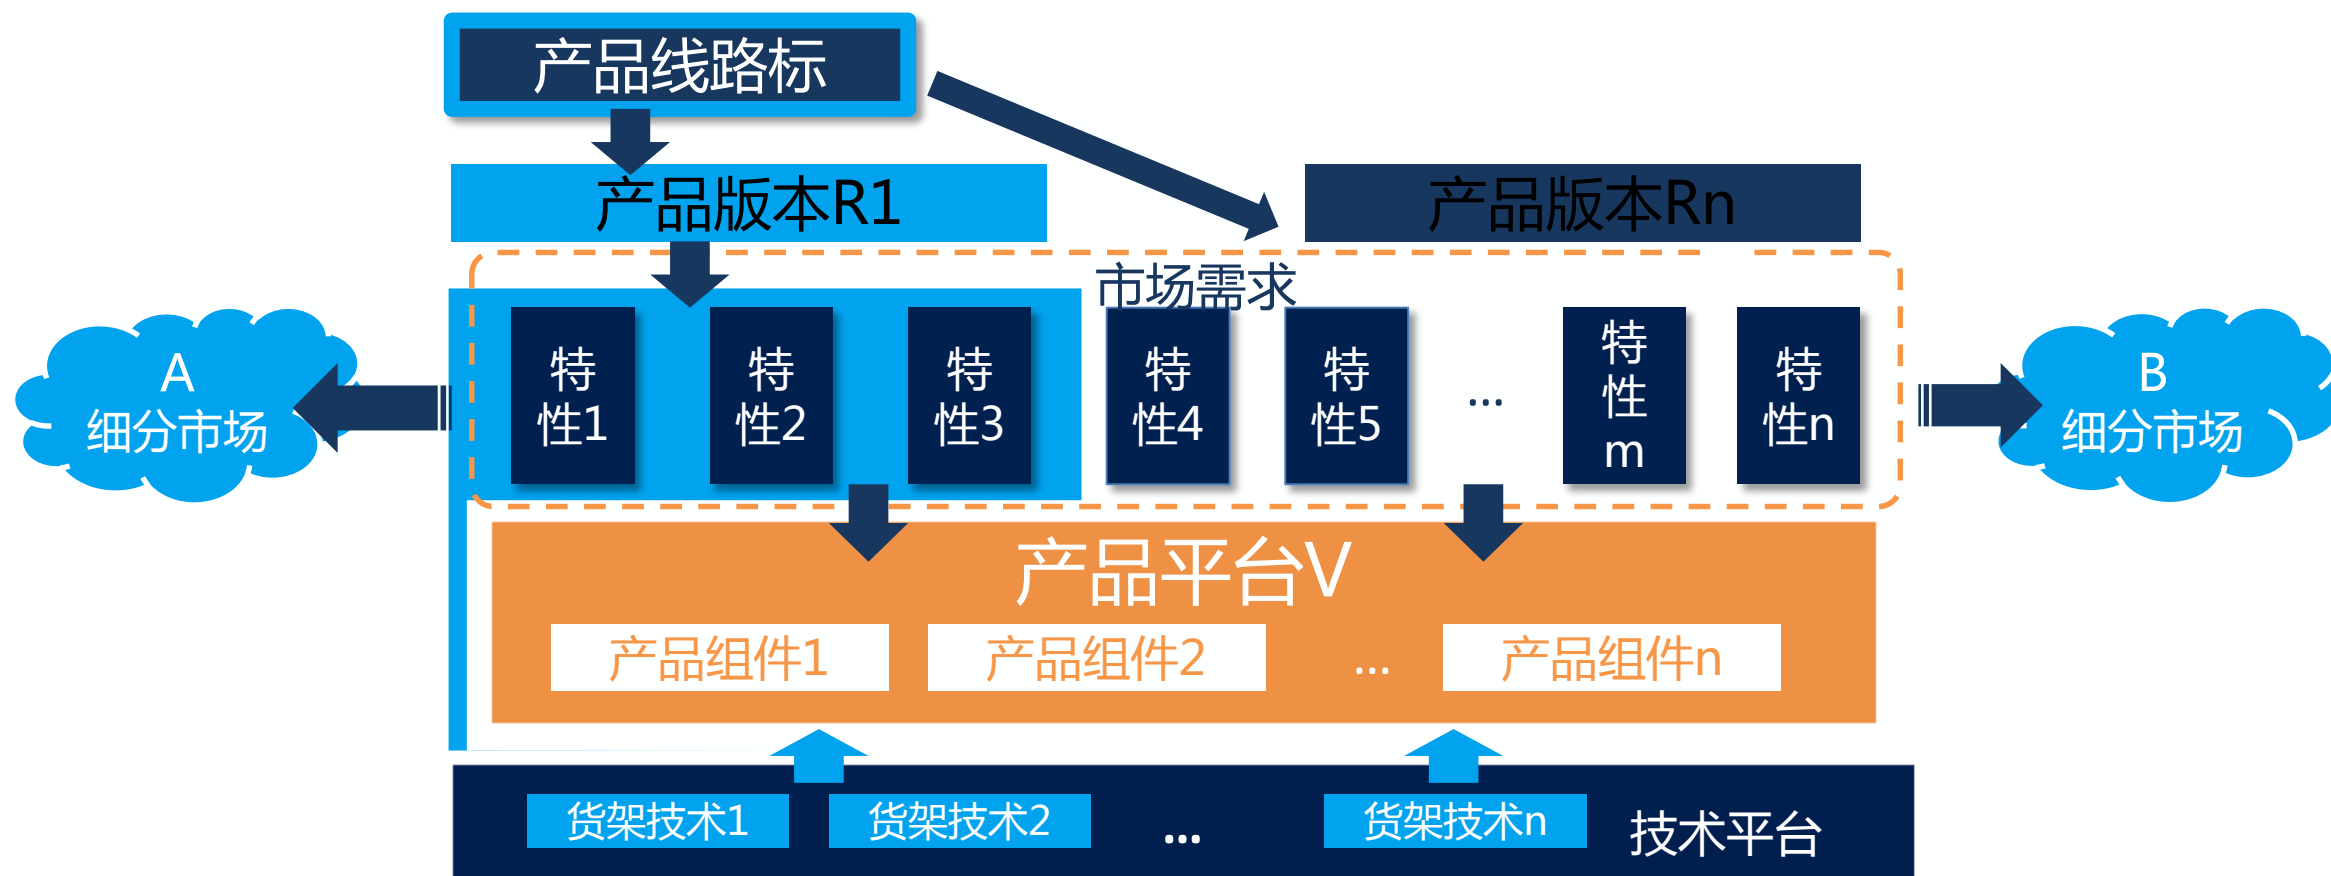 产品线路标
产品版本R1
产品版本Rn
市场需求
A
细分市场
特
性1
特
性2
特
性3
特
性4
特
性5
...
特
性
m
特
性n
B
细分市场
产品平台V
产品组件1
产品组件2
...
产品组件n
货架技术1
货架技术2
...
货架技术n
技术平台